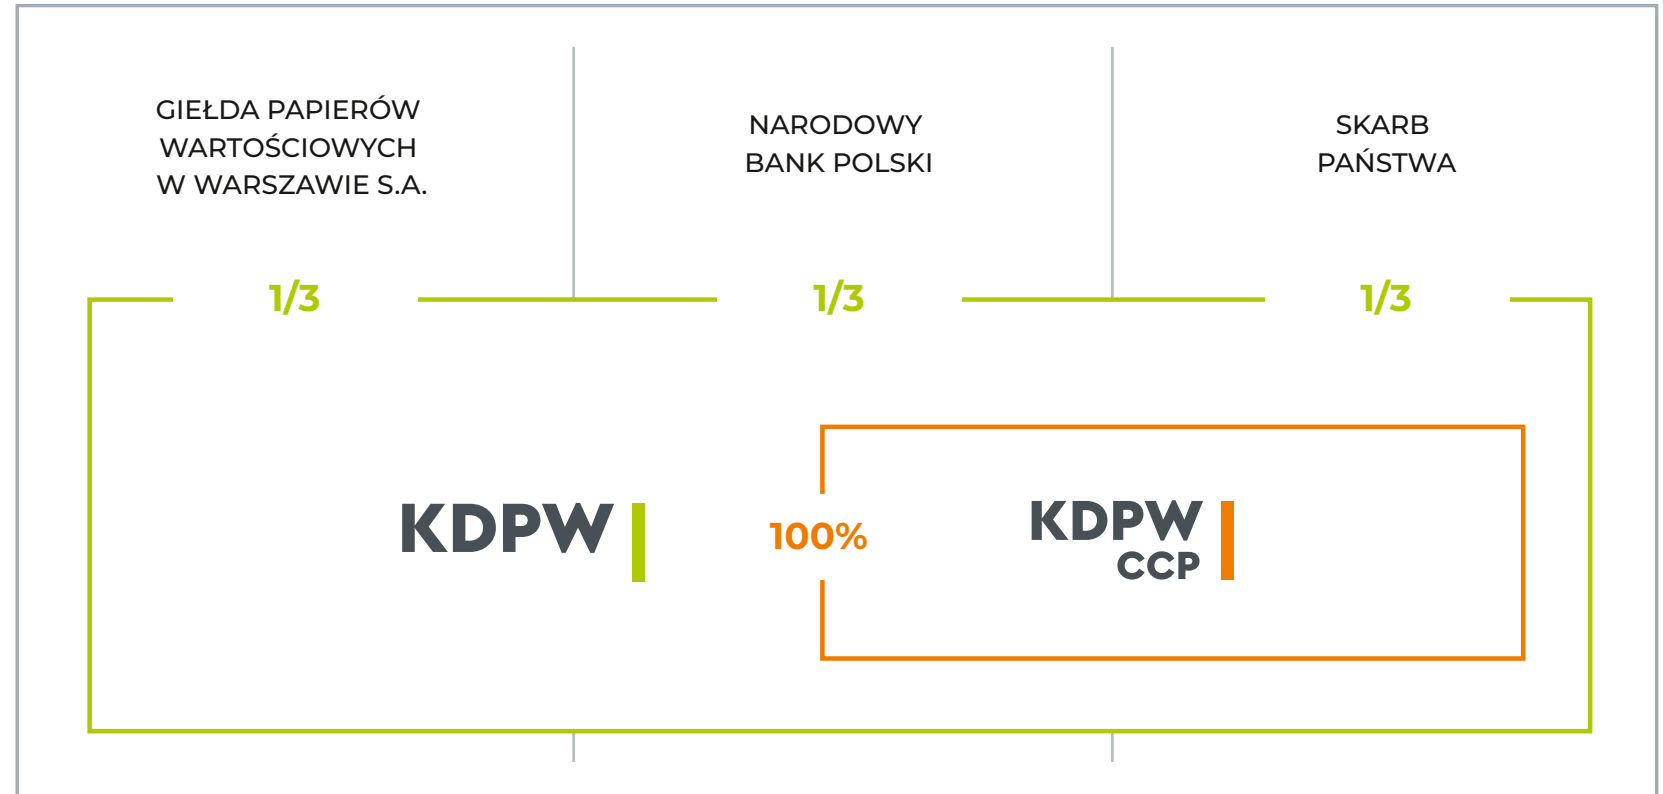 GIEŁDA PAPIERÓW
WARTOŚCIOWYCH
W WARSZAWIE S.A.
NARODOWY
BANK POLSKI
SKARB
PAŃSTWA
1/3
1/3
1/3
KDPW
100%
KDPW
CCP